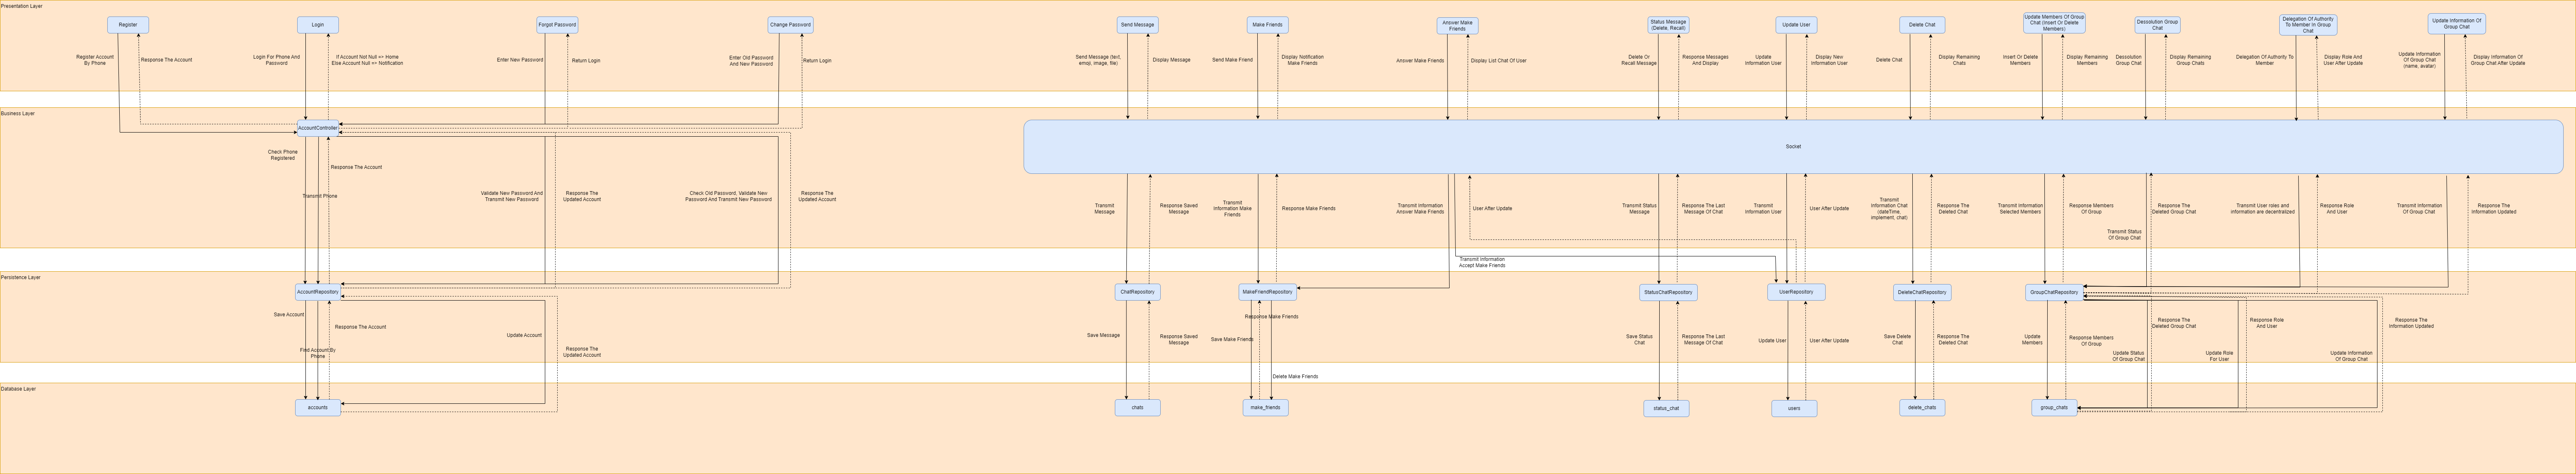 Presentation Layer
Register
Login
Forgot Password
Change Password
Send Message
Make Friends
Answer Make
Friends
Status Message
(Delete, Recall)
Update User
Delete Chat
Update Members Of Group
Chat (Insert Or Delete
Members)
Dessolution Group
Chat
Delegation Of Authority
To Member In Group
Chat
Update Information Of
Group Chat
Register Account
By Phone
Response The Account
Login For Phone And
Password
If Account Not Null => Home
Else Account Null => Notification
Enter New Password
Return Login
Enter Old Password
And New Password
Return Login
Send Message (text,
emoji, image, file)
Display Message
Send Make Friend
Display Notification
Make Friends
Answer Make Friends
Display List Chat Of User
Delete Or
Recall Message
Response Messages
And Display
Update
Information User
Display New
Information User
Delete Chat
Display Remaining
Chats
Insert Or Delete
Members
Display Remaining
Members
Dessolution
Group Chat
Display Remaining
Group Chats
Delegation Of Authority To
Member
Display Role And
User After Update
Update Information
Of Group Chat
(name, avatar)
Display Information Of
Group Chat After Update
Business Layer
AccountController
Socket
Check Phone
Registered
Response The Account
Transmit Phone
Validate New Password And
Transmit New Password
Response The
Updated Account
Check Old Password, Validate New
Password And Transmit New Password
Response The
Updated Account
Transmit
Message
Response Saved
Message
Transmit
Information Make
Friends
Response Make Friends
Transmit Information
Answer Make Friends
User After Update
Transmit Status
Message
Response The Last
Message Of Chat
Transmit
Information User
User After Update
Transmit
Information Chat
(dateTime,
implement, chat)
Response The
Deleted Chat
Transmit Information
Selected Members
Response Members
Of Group
Transmit Status
Of Group Chat
Response The
Deleted Group Chat
Transmit User roles and
information are decentralized
Response Role
And User
Transmit Information
Of Group Chat
Response The
Information Updated
Transmit Information
Accept Make Friends
Persistence Layer
AccountRepository
ChatRepository
MakeFriendRepository
StatusChatRepository
UserRepository
DeleteChatRepository
GroupChatRepository
Save Account
Response The Account
Find Account By
Phone
Update Account
Response The
Updated Account
Save Message
Response Saved
Message
Response Make Friends
Save Make Friends
Delete Make Friends
Save Status
Chat
Response The Last
Message Of Chat
Update User
User After Update
Save Delete
Chat
Response The
Deleted Chat
Update
Members
Response Members
Of Group
Update Status
Of Group Chat
Response The
Deleted Group Chat
Update Role
For User
Response Role
And User
Update Information
Of Group Chat
Response The
Information Updated
Database Layer
accounts
chats
make_friends
status_chat
users
delete_chats
group_chats